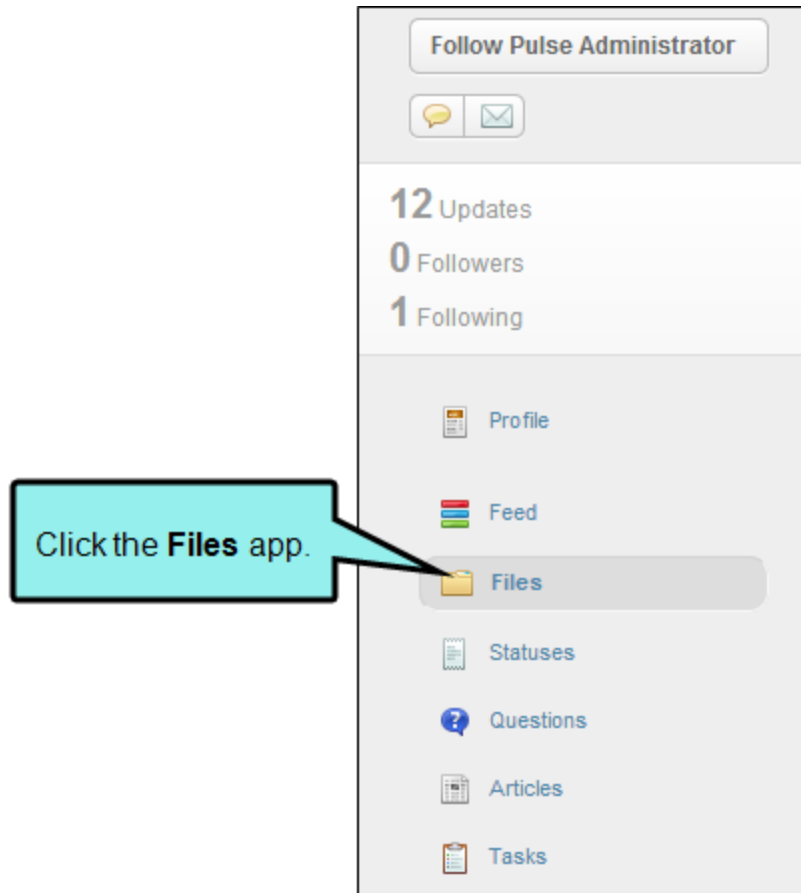 Follow Pulse Administrator
12 Updates
0 Followers
1 Following
Profile
Feed
Click the Files app.
Files
Statuses
Questions
Articles
Tasks